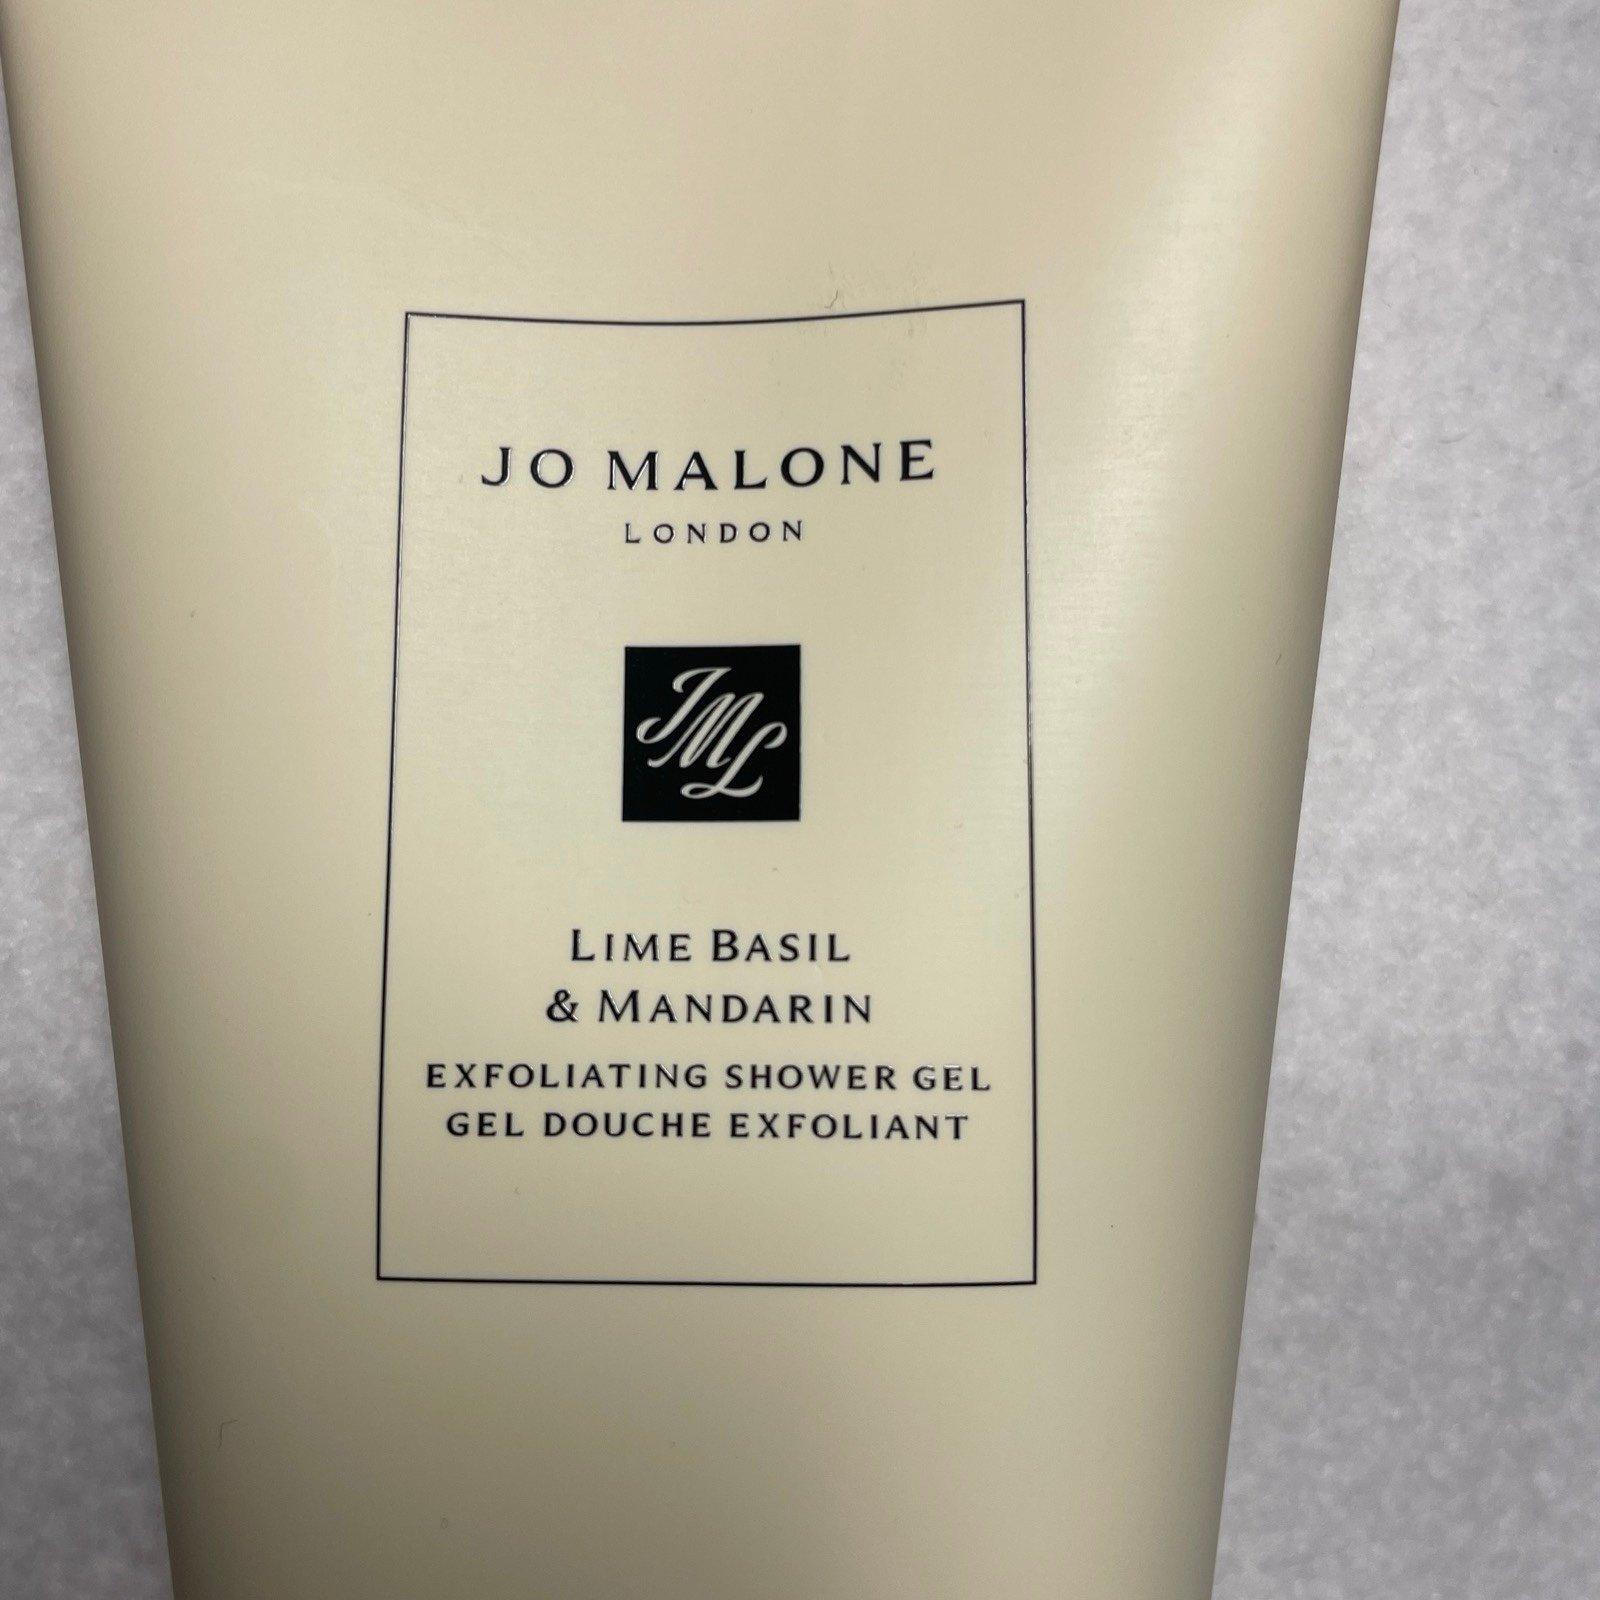 JO MALONE
LONDON
JML
LIME BASIL
& MANDARIN
EXFOLIATING SHOWER GEL
GEL DOUCHE EXFOLIANT